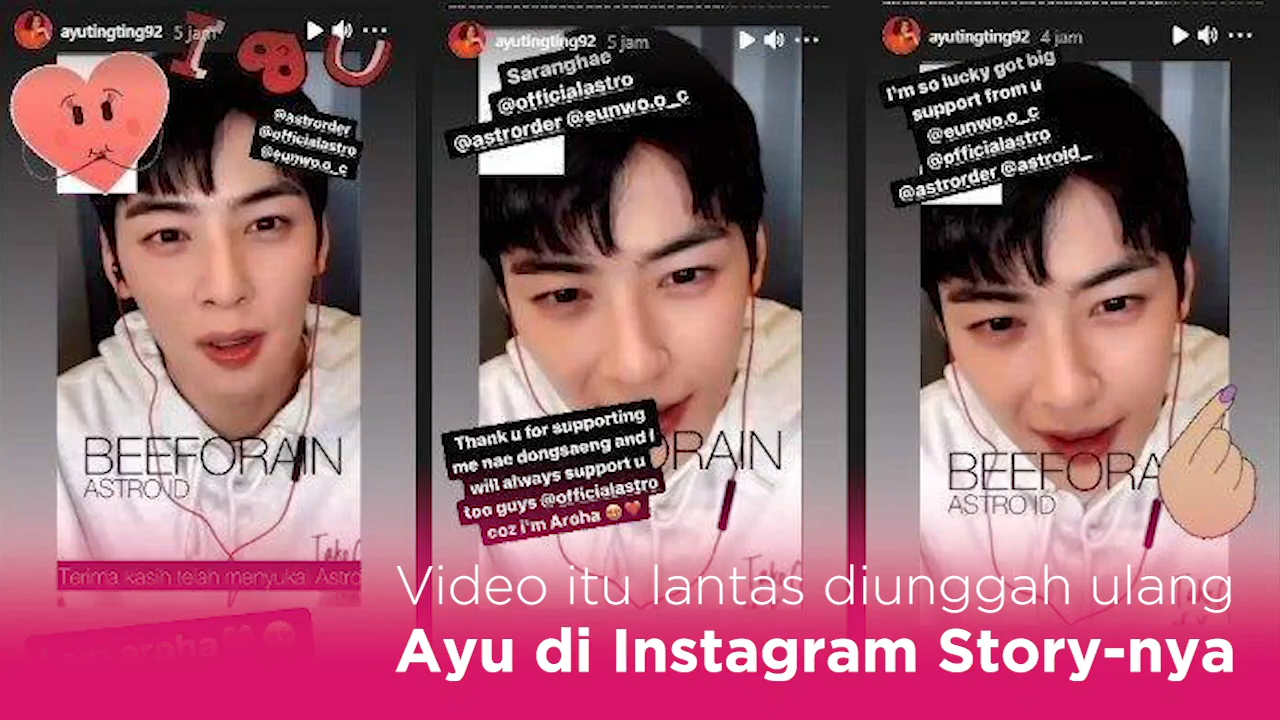 ayutingting92 5 jam
I U
@astrorder
@officialastro
@eunwo.o_c
BEEFORAIN
ASTRO ID
Terima kasih telah menyuka Astro
Aroha
ayutingting92 5 jam
Saranghae
@officialastro
@astrorder @eunwo.o_c
Thank u for supporting
me nae dongsaeng and I
will always support u
too guys @officialastro
coz i'm Aroha
ORAIN
ayutingting92 4 jam
I'm so lucky got big
support from u
@eunwo.o_c
@officialastro
@astrorder @astroid_
BEEFORA
ASTRO ID
Video itu lantas diunggah ulang
Ayu di Instagram Story-nya